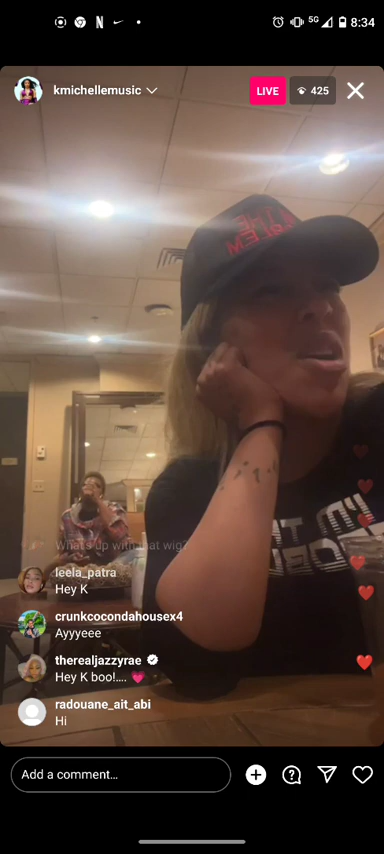 5G
8:34
kmichellemusic
LIVE
425
What's up with that wig?
leela_patra
Hey K
crunkcocondahousex4
Ayyyeee
therealjazzyrae
Hey K boo!.... 💗
radouane_ait_abi
Hi
Add a comment...